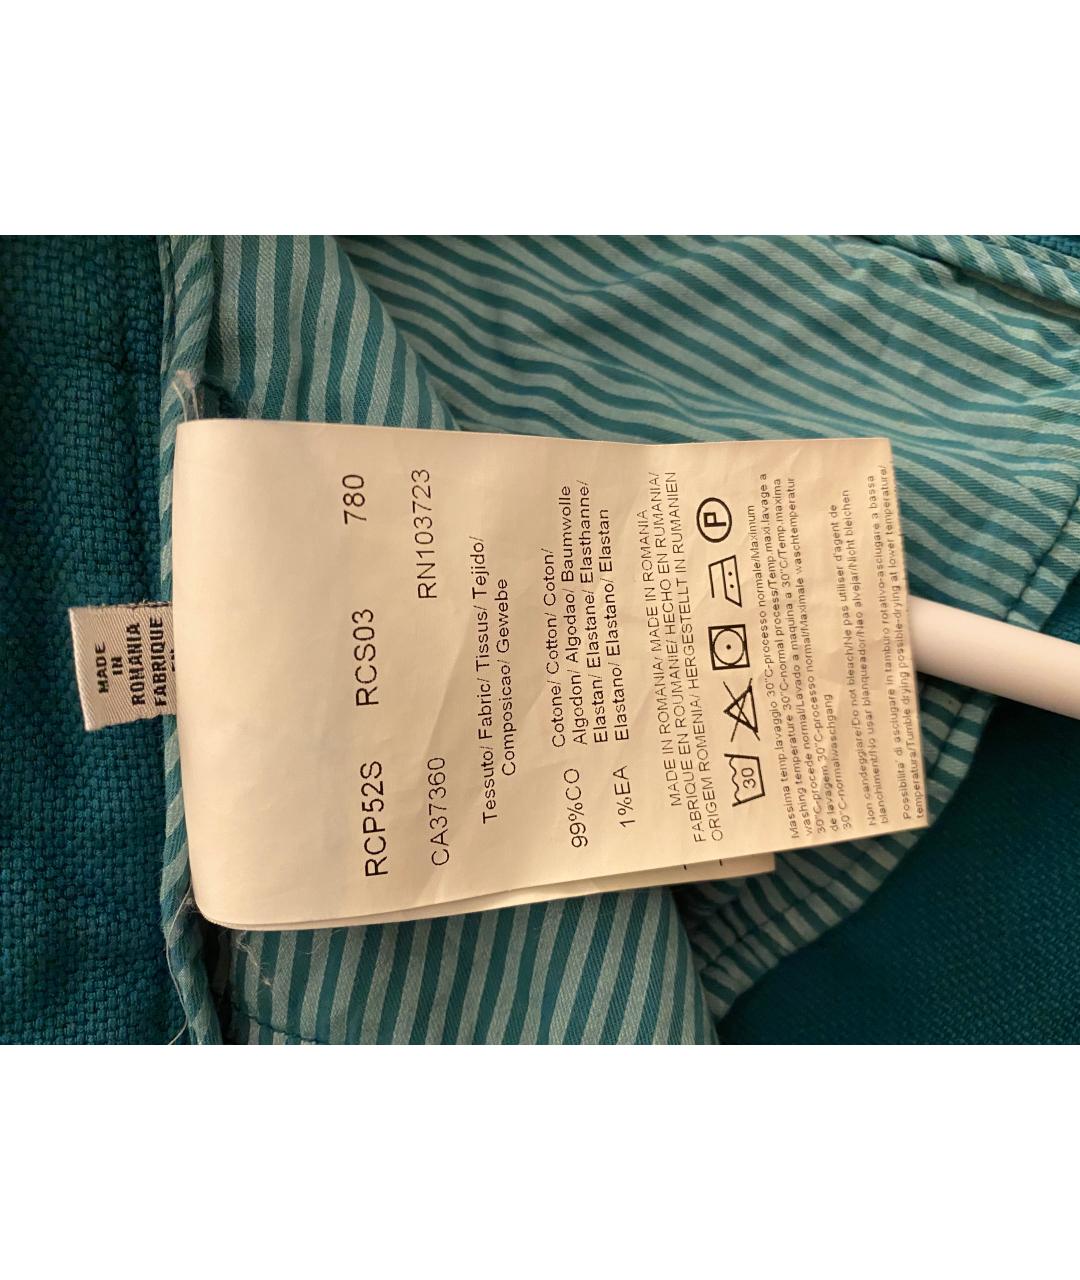 MADE
IN
ROMANIA
FABRIQUE
RCP52S RCS03 780
CA37360 RN103723
Tessuto/ Fabric/ Tissus/ Tejido/
Composicao/ Gewebe
99%CO Cotone/ Cotton/ Coton/
Algodon/ Algodao/ Baumwolle
1%EA Elastan/ Elastane/ Elasthanne/
Elastano/ Elastano/ Elastan
MADE IN ROMANIA/ MADE IN ROMANIA
FABRIQUE EN ROUMANIE/ HECHO EN RUMANIA/
ORIGEM ROMENIA/ HERGESTELLT IN RUMANIEN
30 P
Massima temp.lavaggio 30°C-processo normale/Maximum
washing temperature 30°C-normal process/Temp.maxi.lavage a
30°C-procede normal/Lavado a maquina a 30°C/Temp.maxima
de lavagem 30°C-processo normal/Maximale waschtemperatur
30°C-normalwaschgang
Non candeggiare/Do not bleach/Ne pas utiliser d'agent de
blanchiment/No usar blanqueador/Nao alvejar/Nicht bleichen
Possibilita' di asciugare in tamburo rotativo-asciugare a bassa
temperatura/Tumble drying possible-drying at lower temperature/